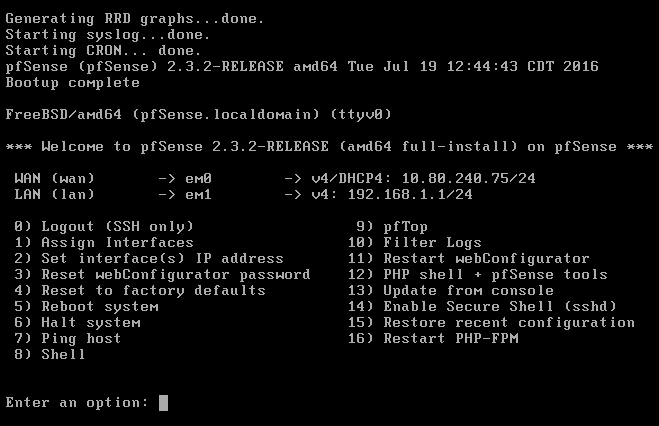 Generating RRD graphs...done.
Starting syslog...done.
Starting CRON... done.
pfSense (pfSense) 2.3.2-RELEASE amd64 Tue Jul 19 12:44:43 CDT 2016
Bootup complete

FreeBSD/amd64 (pfSense.localdomain) (ttyv0)

*** Welcome to pfSense 2.3.2-RELEASE (amd64 full-install) on pfSense ***

 WAN (wan)       -> em0        -> v4/DHCP4: 10.80.240.75/24
 LAN (lan)       -> em1        -> v4: 192.168.1.1/24

 0) Logout (SSH only)                  9) pfTop
 1) Assign Interfaces                 10) Filter Logs
 2) Set interface(s) IP address       11) Restart webConfigurator
 3) Reset webConfigurator password    12) PHP shell + pfSense tools
 4) Reset to factory defaults         13) Update from console
 5) Reboot system                     14) Enable Secure Shell (sshd)
 6) Halt system                       15) Restore recent configuration
 7) Ping host                         16) Restart PHP-FPM
 8) Shell

Enter an option: